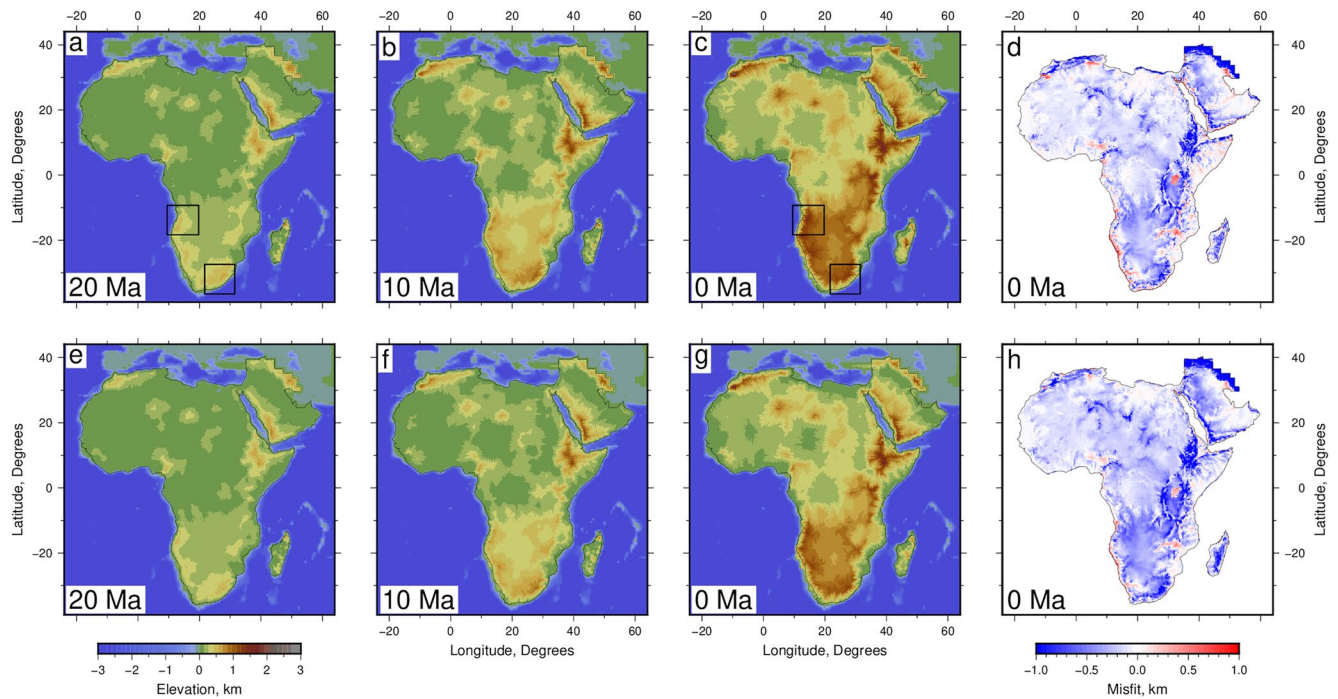 −20 0 20 40 60
−20 0 20 40 60
−20 0 20 40 60
−20 0 20 40 60
Latitude, Degrees
40
20
0
−20
a
20 Ma
b
10 Ma
c
0 Ma
d
0 Ma
40
20
0
−20
Latitude, Degrees
Latitude, Degrees
40
20
0
−20
e
20 Ma
f
10 Ma
g
0 Ma
h
0 Ma
40
20
0
−20
Latitude, Degrees
−20 0 20 40 60
−20 0 20 40 60
−3 −2 −1 0 1 2 3
Elevation, km
Longitude, Degrees
Longitude, Degrees
−1.0 −0.5 0.0 0.5 1.0
Misfit, km